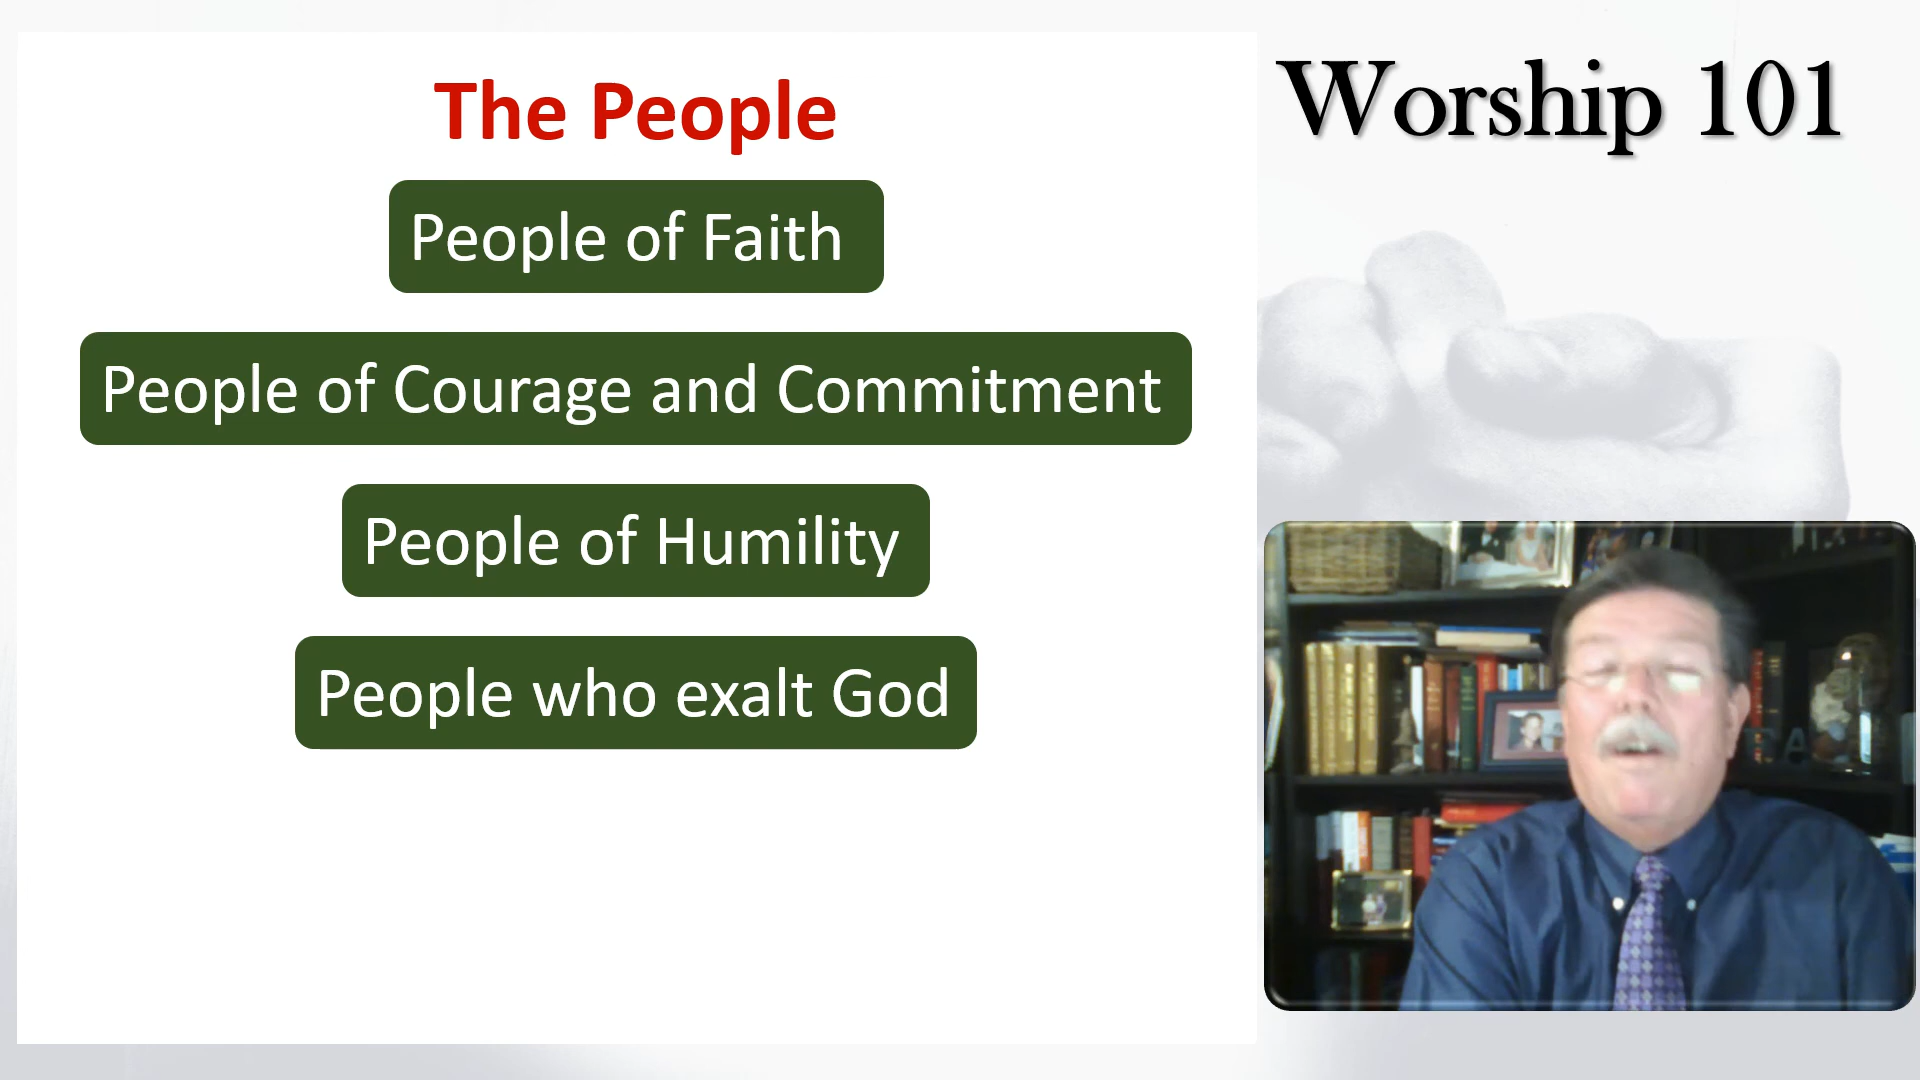 The People
People of Faith
People of Courage and Commitment
People of Humility
People who exalt God
Worship 101